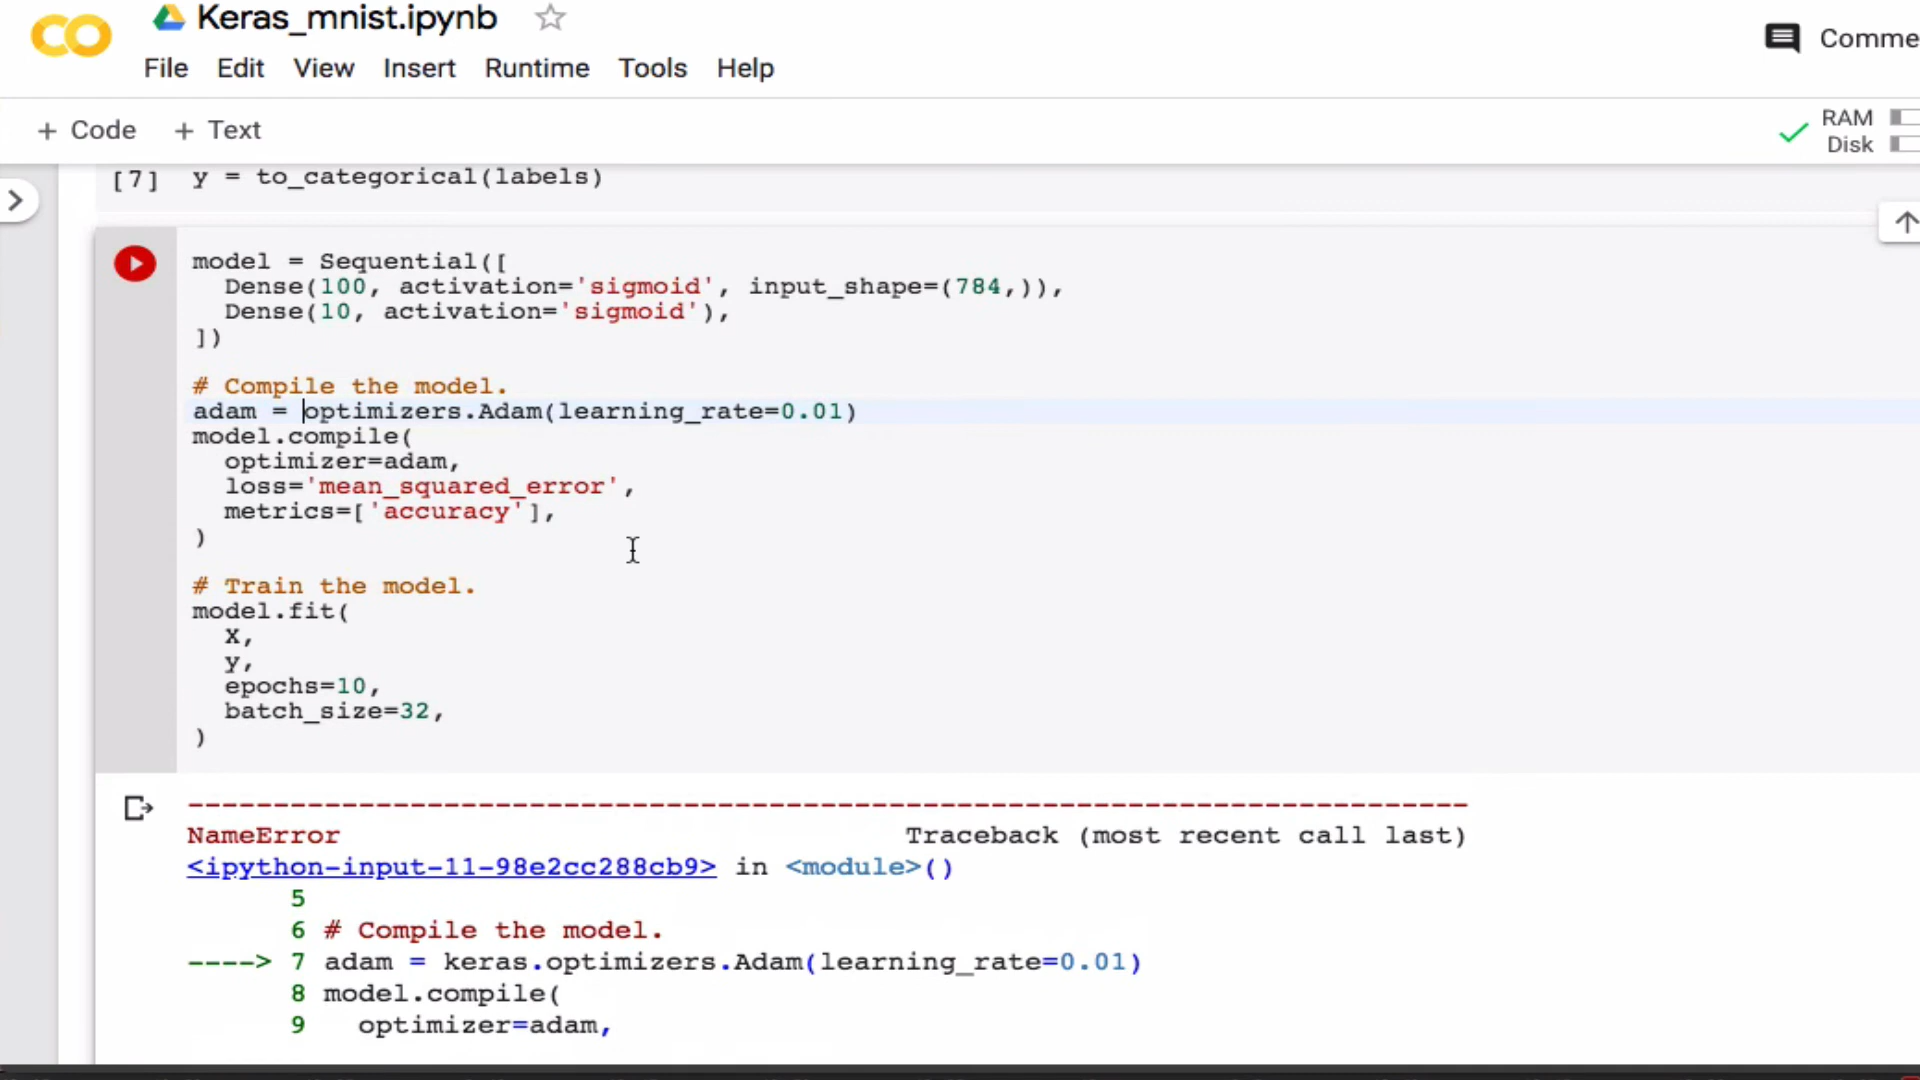 Keras_mnist.ipynb
Comme
File Edit View Insert Runtime Tools Help
+ Code + Text
RAM
Disk
[7] y = to_categorical(labels)
model = Sequential([
  Dense(100, activation='sigmoid', input_shape=(784,)),
  Dense(10, activation='sigmoid'),
])
# Compile the model.
adam = optimizers.Adam(learning_rate=0.01)
model.compile(
  optimizer=adam,
  loss='mean_squared_error',
  metrics=['accuracy'],
)
# Train the model.
model.fit(
  x,
  y,
  epochs=10,
  batch_size=32,
)
---------------------------------------------------------------------------
NameError Traceback (most recent call last)
<ipython-input-11-98e2cc288cb9> in <module>()
5
6 # Compile the model.
----> 7 adam = keras.optimizers.Adam(learning_rate=0.01)
8 model.compile(
9   optimizer=adam,